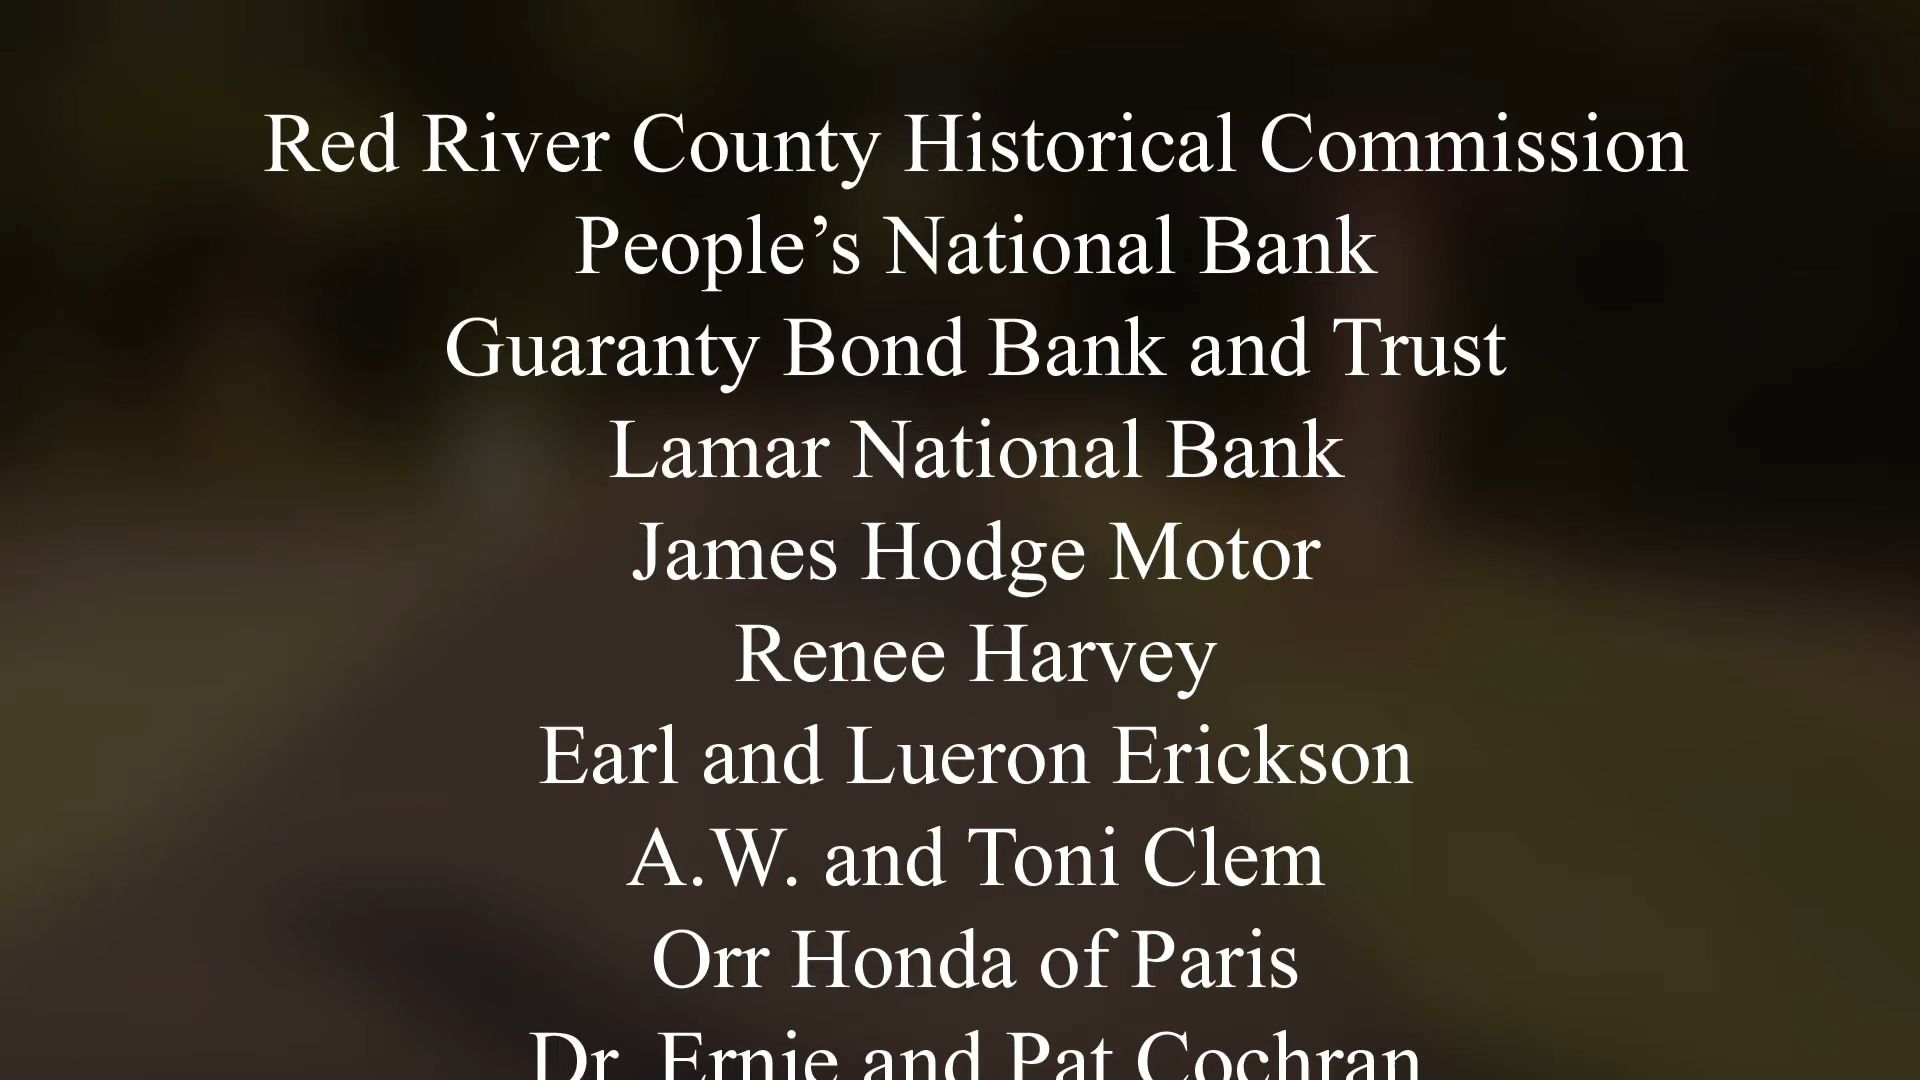 Red River County Historical Commission
People’s National Bank
Guaranty Bond Bank and Trust
Lamar National Bank
James Hodge Motor
Renee Harvey
Earl and Lueron Erickson
A.W. and Toni Clem
Orr Honda of Paris
Dr. Ernie and Pat Cochran